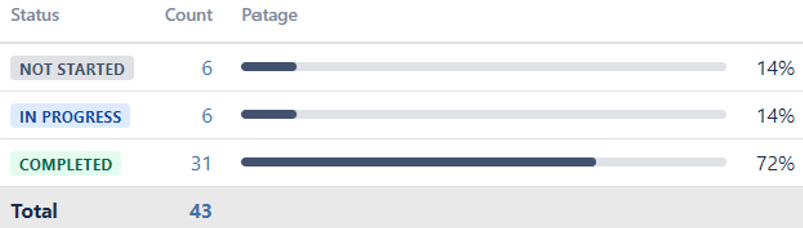 Status Count Petage
NOT STARTED 6 14%
IN PROGRESS 6 14%
COMPLETED 31 72%
Total 43